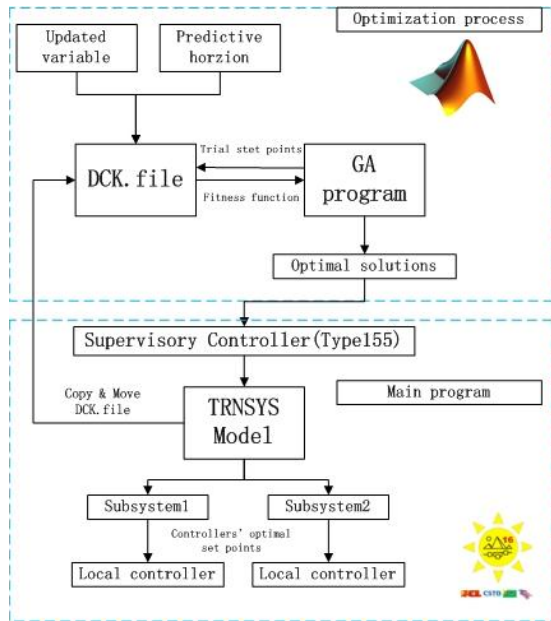 Optimization process
Updated
variable
Predictive
horzion
Trial stet points
DCK.file
GA
program
Fitness function
Optimal solutions
Supervisory Controller(Type155)
Copy & Move
DCK.file
TRNSYS
Model
Main program
Subsystem1
Subsystem2
Controllers’optimal
set points
Local controller
Local controller
16
CSTB